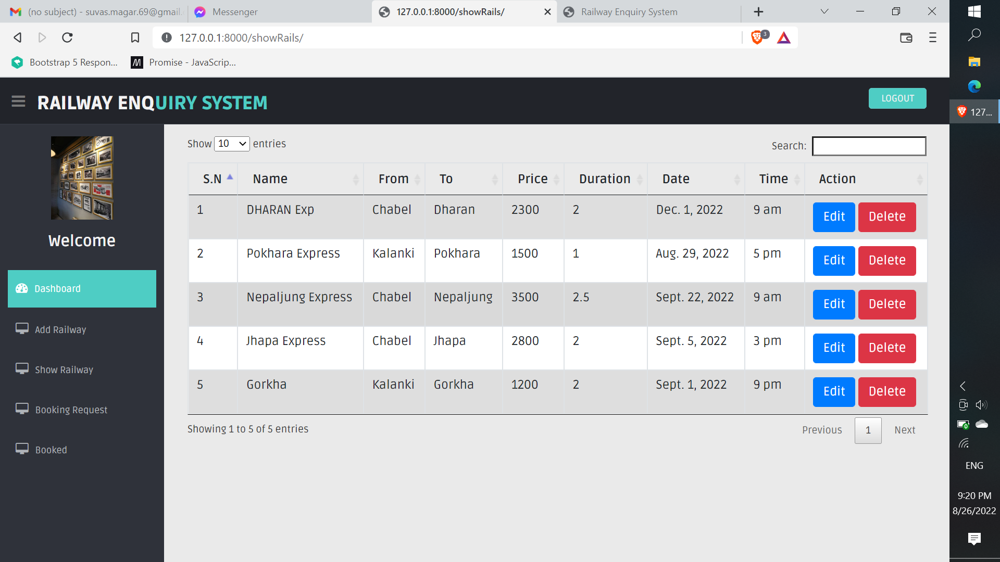 (no subject) - suvas.magar.69@gmail.
Messenger
127.0.0.1:8000/showRails/
Railway Enquiry System
127.0.0.1:8000/showRails/
3
Bootstrap 5 Respon...
Promise - JavaScrip...
127...
RAILWAY ENQUIRY SYSTEM
LOGOUT
Welcome
Dashboard
Add Railway
Show Railway
Booking Request
Booked
Show 10 entries
Search:
S.N Name From To Price Duration Date Time Action
1 DHARAN Exp Chabel Dharan 2300 2 Dec. 1, 2022 9 am Edit Delete
2 Pokhara Express Kalanki Pokhara 1500 1 Aug. 29, 2022 5 pm Edit Delete
3 Nepaljung Express Chabel Nepaljung 3500 2.5 Sept. 22, 2022 9 am Edit Delete
4 Jhapa Express Chabel Jhapa 2800 2 Sept. 5, 2022 3 pm Edit Delete
5 Gorkha Kalanki Gorkha 1200 2 Sept. 1, 2022 9 pm Edit Delete
Showing 1 to 5 of 5 entries
Previous 1 Next
ENG
9:20 PM
8/26/2022